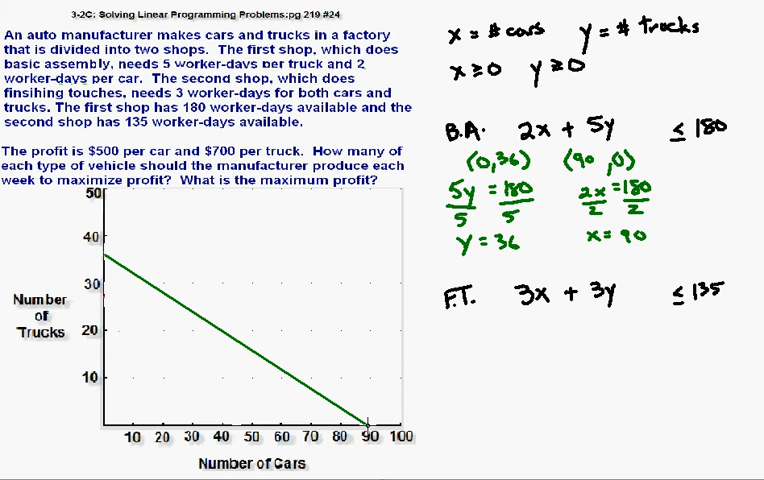 3-2C: Solving Linear Programming Problems:pg 219 #24
An auto manufacturer makes cars and trucks in a factory
that is divided into two shops. The first shop, which does
basic assembly, needs 5 worker-days per truck and 2
worker-days per car. The second shop, which does
finsihing touches, needs 3 worker-days for both cars and
trucks. The first shop has 180 worker-days available and the
second shop has 135 worker-days available.
The profit is $500 per car and $700 per truck. How many of
each type of vehicle should the manufacturer produce each
week to maximize profit? What is the maximum profit?
50
40
30
20
10
Number
of
Trucks
10 20 30 40 50 60 70 80 90 100
Number of Cars
x = # cars y = # trucks
x ≥ 0 y ≥ 0
B.A. 2x + 5y ≤ 180
(0,36) (90,0)
5y = 180 2x = 180
5 5 2 2
y = 36 x = 90
F.T. 3x + 3y ≤ 135